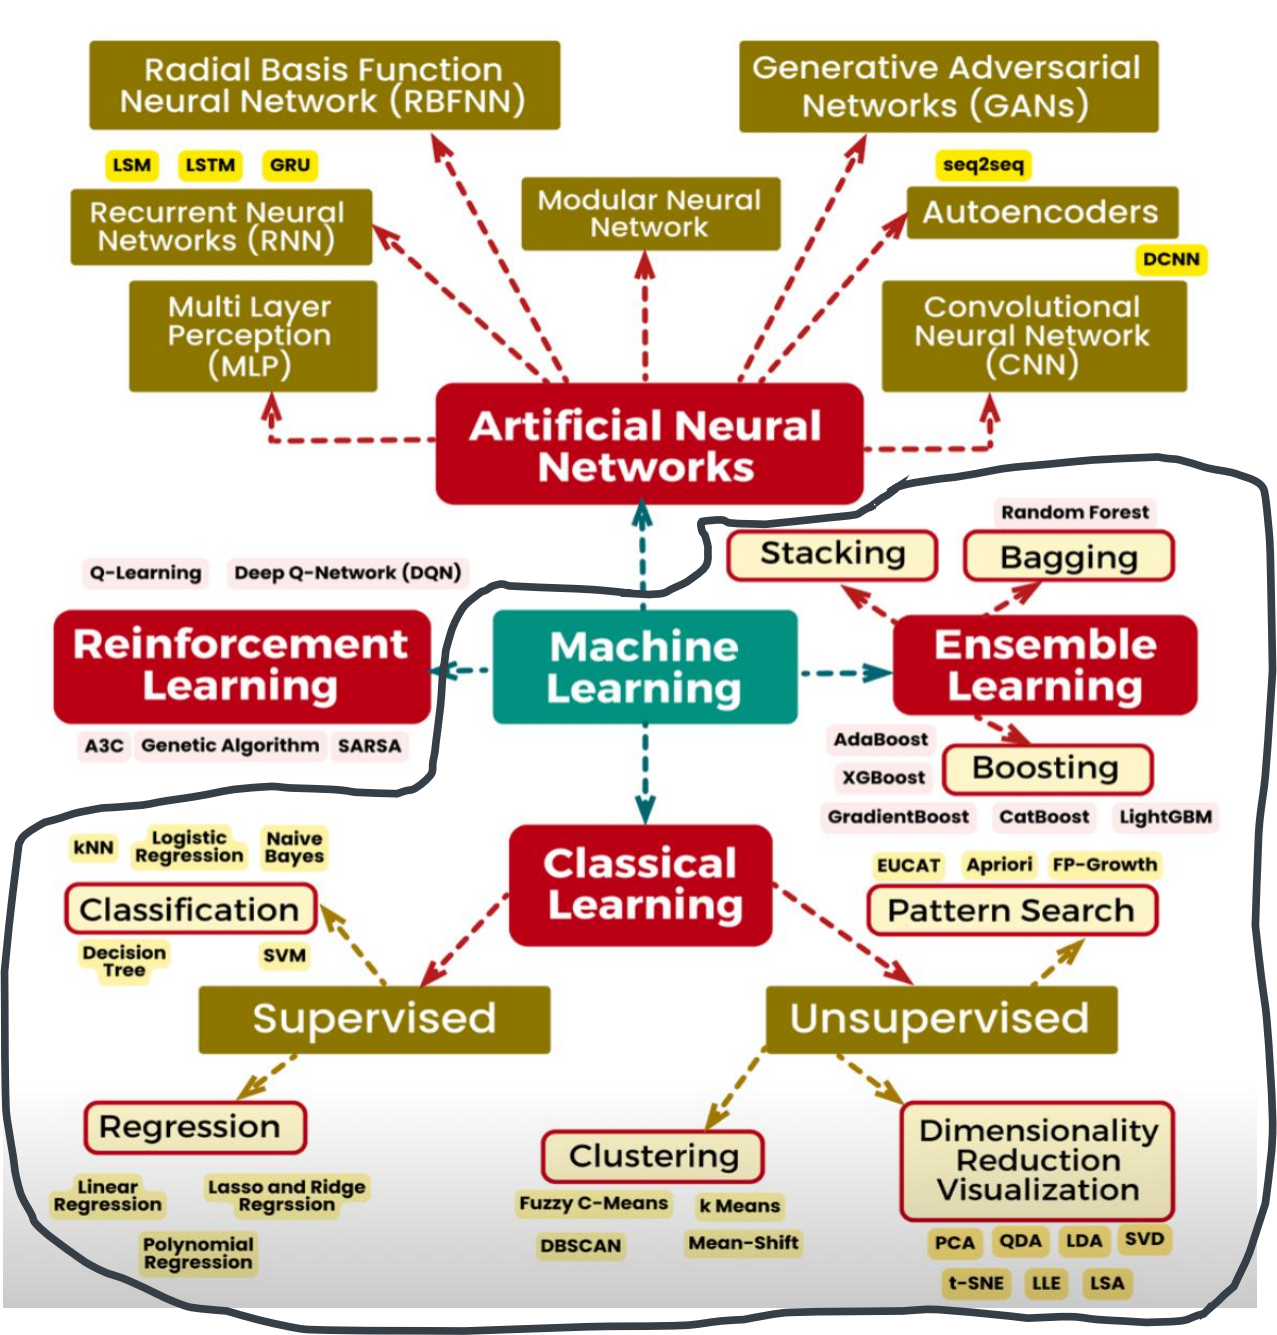 Radial Basis Function
Neural Network (RBFNN)
Generative Adversarial
Networks (GANs)
LSM
LSTM
GRU
seq2seq
Recurrent Neural
Networks (RNN)
Modular Neural
Network
Autoencoders
DCNN
Multi Layer
Perception
(MLP)
Convolutional
Neural Network
(CNN)
Artificial Neural
Networks
Random Forest
Stacking
Bagging
Q-Learning
Deep Q-Network (DQN)
Reinforcement
Learning
Machine
Learning
Ensemble
Learning
A3C
Genetic Algorithm
SARSA
AdaBoost
XGBoost
Boosting
GradientBoost
CatBoost
LightGBM
kNN
Logistic
Regression
Naive
Bayes
Classical
Learning
EUCAT
Apriori
FP-Growth
Classification
Pattern Search
Decision
Tree
SVM
Supervised
Unsupervised
Regression
Clustering
Dimensionality
Reduction
Visualization
Linear
Regression
Lasso and Ridge
Regrssion
Polynomial
Regression
Fuzzy C-Means
k Means
DBSCAN
Mean-Shift
PCA
QDA
LDA
SVD
t-SNE
LLE
LSA